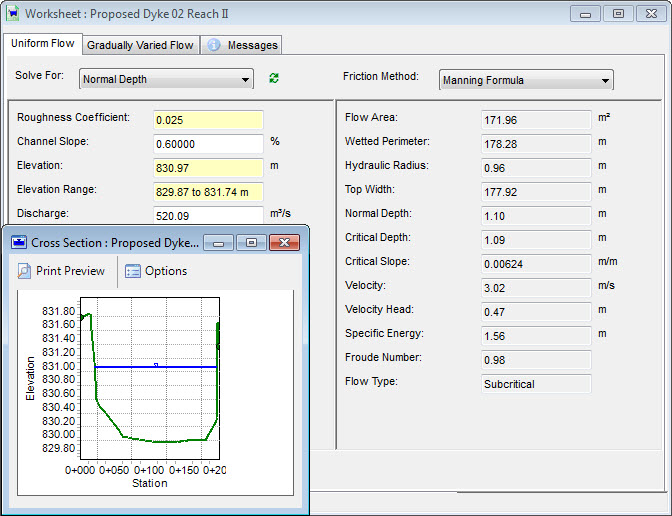 Worksheet : Proposed Dyke 02 Reach II
Uniform Flow Gradually Varied Flow Messages
Solve For: Normal Depth Friction Method: Manning Formula
Roughness Coefficient: 0.025
Channel Slope: 0.60000 %
Elevation: 830.97 m
Elevation Range: 829.87 to 831.74 m
Discharge: 520.09 m³/s
Flow Area: 171.96 m²
Wetted Perimeter: 178.28 m
Hydraulic Radius: 0.96 m
Top Width: 177.92 m
Normal Depth: 1.10 m
Critical Depth: 1.09 m
Critical Slope: 0.00624 m/m
Velocity: 3.02 m/s
Velocity Head: 0.47 m
Specific Energy: 1.56 m
Froude Number: 0.98
Flow Type: Subcritical
Cross Section : Proposed Dyke...
Print Preview Options
Elevation
831.80
831.60
831.40
831.20
831.00
830.80
830.60
830.40
830.20
830.00
829.80
0+000 0+050 0+100 0+150 0+20
Station